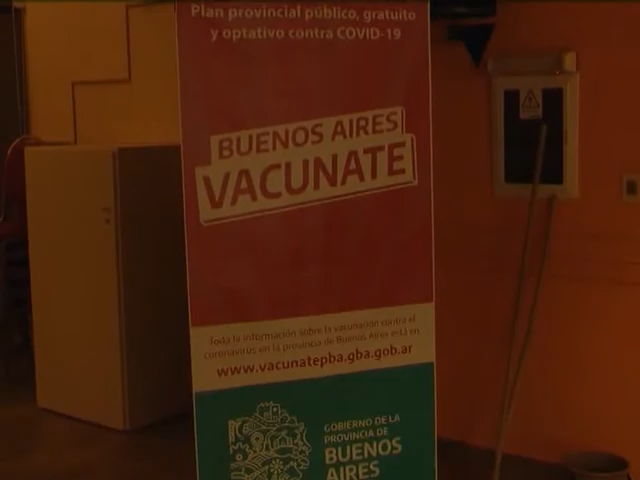 Plan provincial público, gratuito
y optativo contra COVID-19
BUENOS AIRES
VACUNATE
Toda la información sobre la vacunación contra el
coronavirus en la provincia de Buenos Aires está en
www.vacunatepba.gba.gob.ar
GOBIERNO DE LA
PROVINCIA DE
BUENOS
AIRES